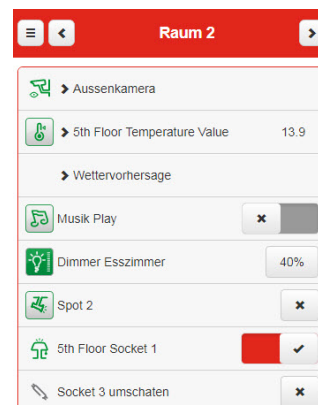 Raum 2
Aussenkamera
5th Floor Temperature Value 13.9
Wettervorhersage
Musik Play
Dimmer Esszimmer 40%
Spot 2
5th Floor Socket 1
Socket 3 umschaten